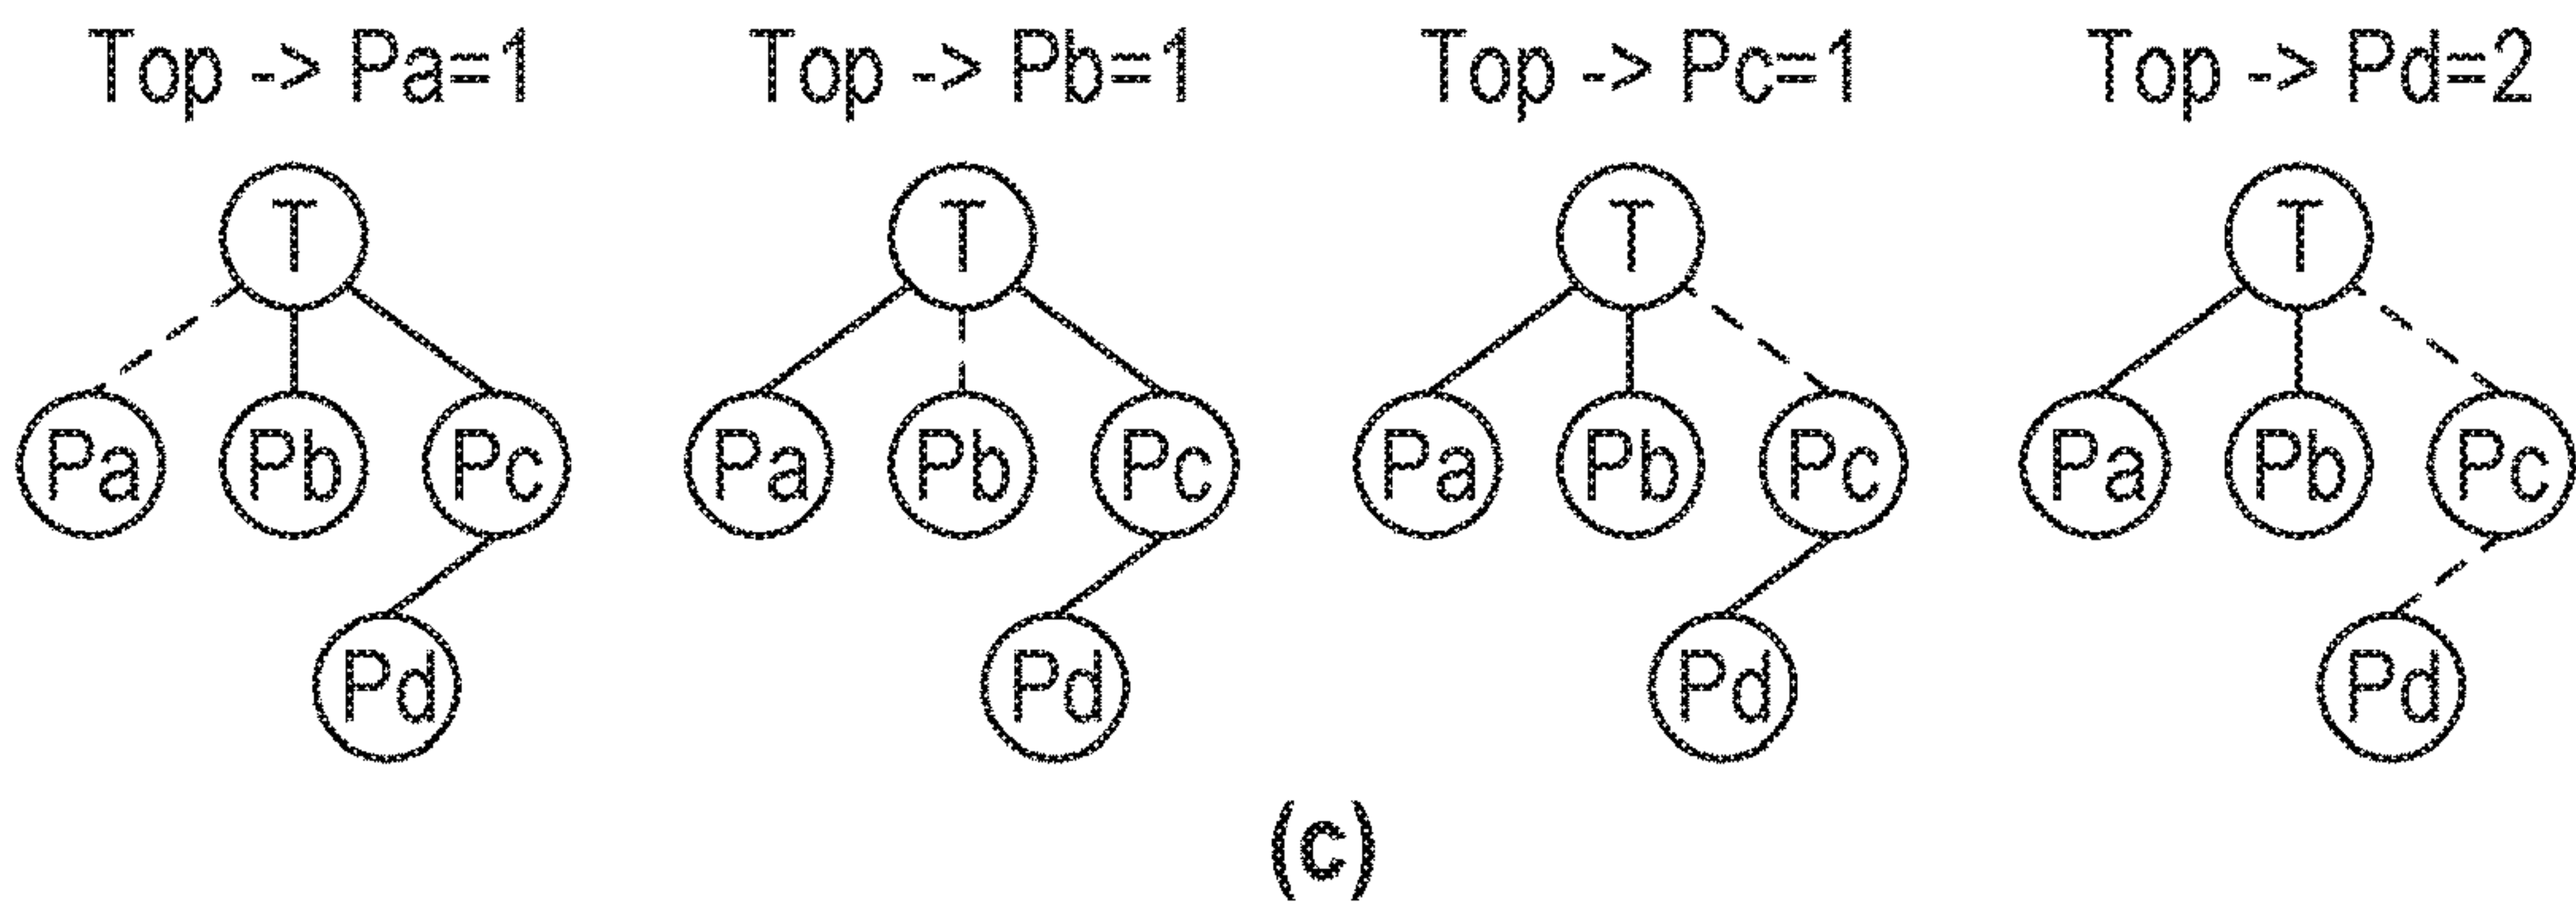 Top -> Pa=1 Top -> Pb=1 Top -> Pc=1 Top -> Pd=2
T T T T
Pa Pb Pc Pa Pb Pc Pa Pb Pc Pa Pb Pc
Pd Pd Pd Pd
(c)